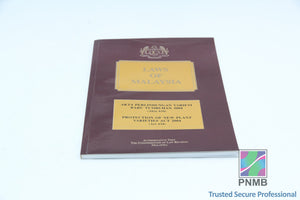 LAWS
OF
MALAYSIA
AKTA PERLINDUNGAN VARIETI
BARU TUMBUHAN 2004
PROTECTION OF NEW PLANT
VARIETIES ACT 2004
PNMB
Trusted Secure Professional